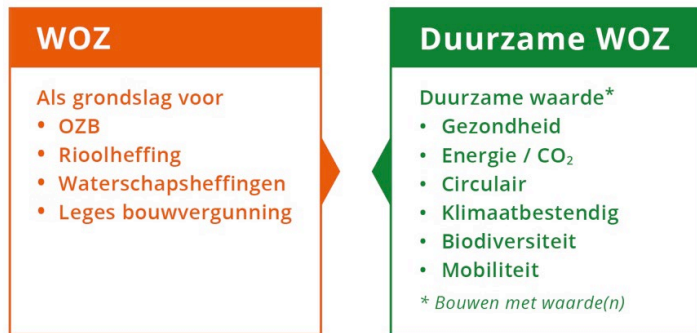 WOZ
Als grondslag voor
• OZB
• Rioolheffing
• Waterschapsheffingen
• Leges bouwvergunning
Duurzame WOZ
Duurzame waarde*
• Gezondheid
• Energie / CO₂
• Circulair
• Klimaatbestendig
• Biodiversiteit
• Mobiliteit
* Bouwen met waarde(n)